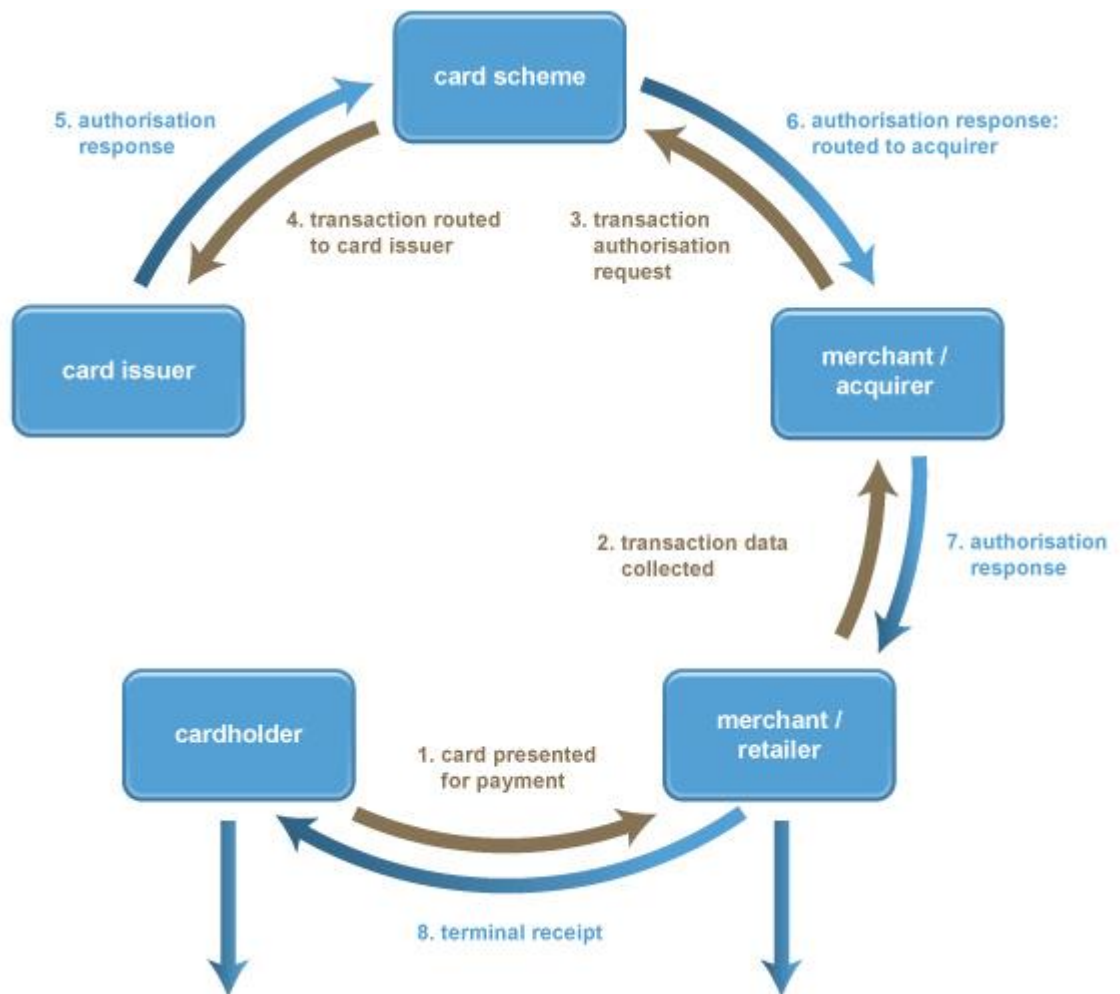 card scheme
5. authorisation
response
6. authorisation response:
routed to acquirer
4. transaction routed
to card issuer
3. transaction
authorisation
request
card issuer
merchant /
acquirer
2. transaction data
collected
7. authorisation
response
cardholder
merchant /
retailer
1. card presented
for payment
8. terminal receipt